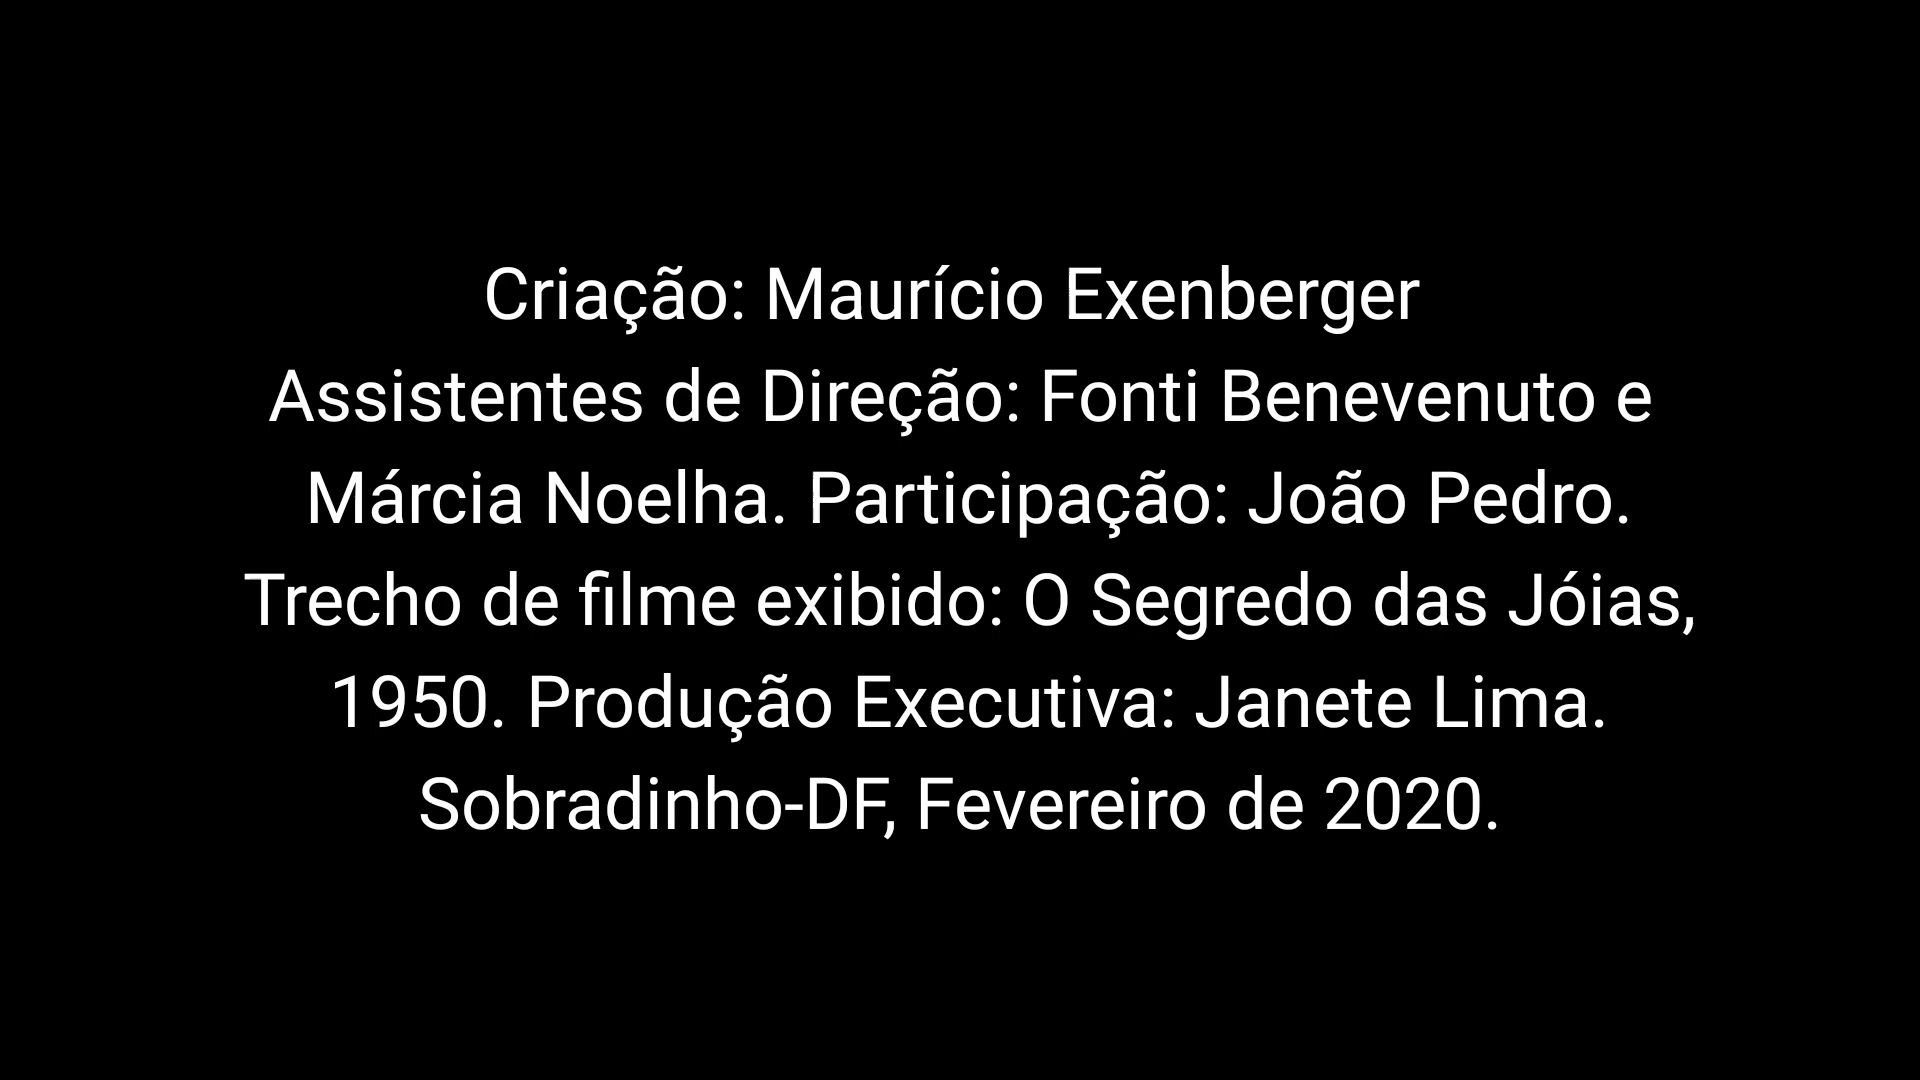 Criação: Maurício Exenberger
Assistentes de Direção: Fonti Benevenuto e
Márcia Noelha. Participação: João Pedro.
Trecho de filme exibido: O Segredo das Jóias,
1950. Produção Executiva: Janete Lima.
Sobradinho-DF, Fevereiro de 2020.